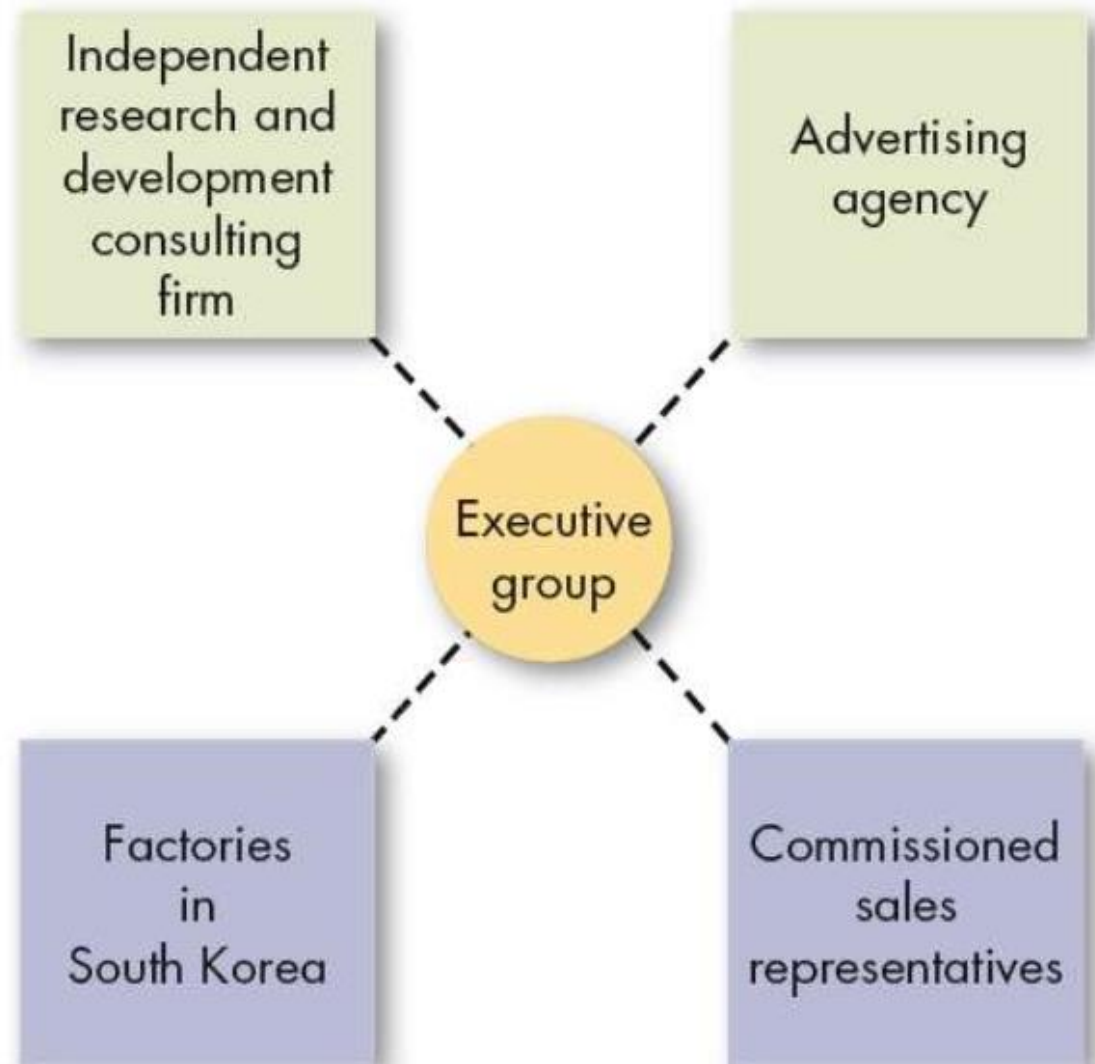 Independent
research and
development
consulting
firm
Advertising
agency
Executive
group
Factories
in
South Korea
Commissioned
sales
representatives